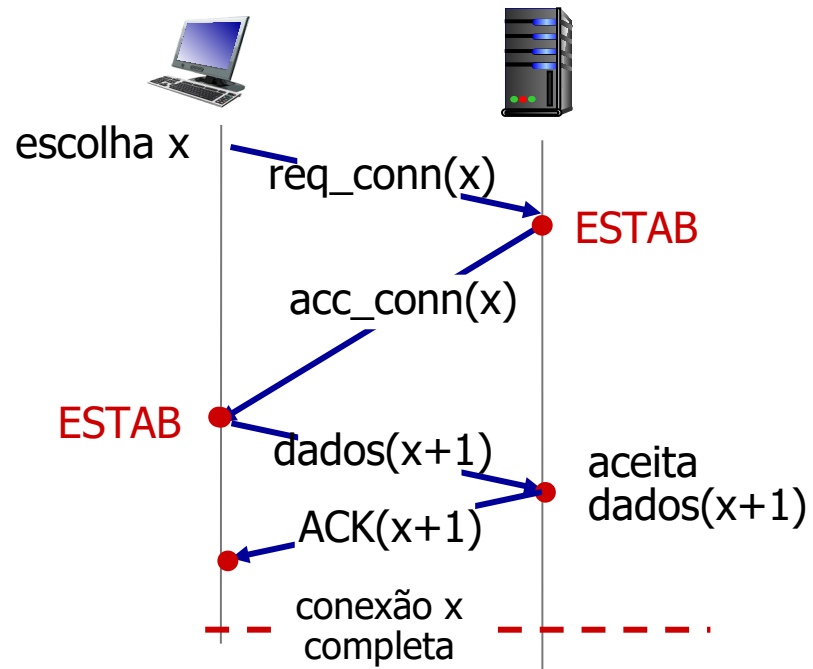 escolha x
req_conn(x)
ESTAB
acc_conn(x)
ESTAB
dados(x+1)
aceita
dados(x+1)
ACK(x+1)
conexão x
completa